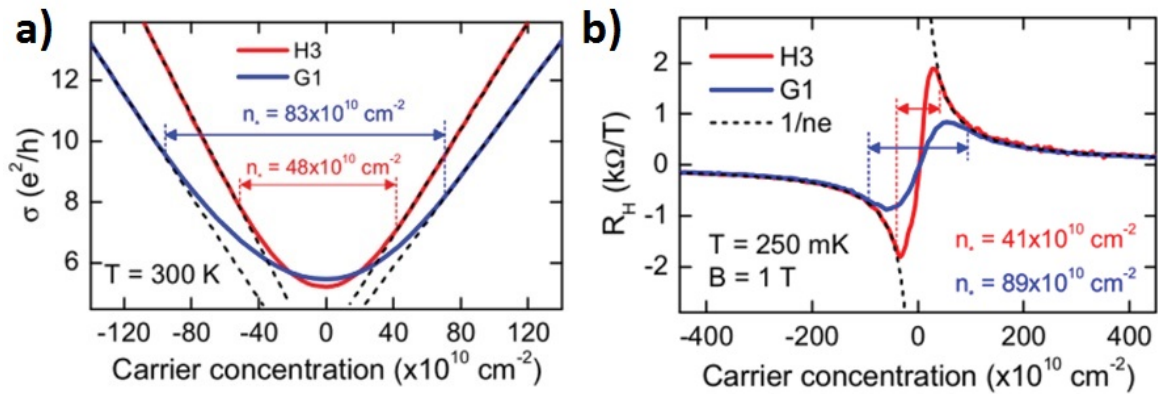 a)
H3
G1
n* = 83x10^10 cm^-2
n* = 48x10^10 cm^-2
T = 300 K
σ (e²/h)
12
10
8
6
-120 -80 -40 0 40 80 120
Carrier concentration (x10^10 cm^-2)
b)
H3
G1
1/ne
T = 250 mK
B = 1 T
n* = 41x10^10 cm^-2
n* = 89x10^10 cm^-2
R_H (kΩ/T)
2
1
0
-1
-2
-400 -200 0 200 400
Carrier concentration (x10^10 cm^-2)